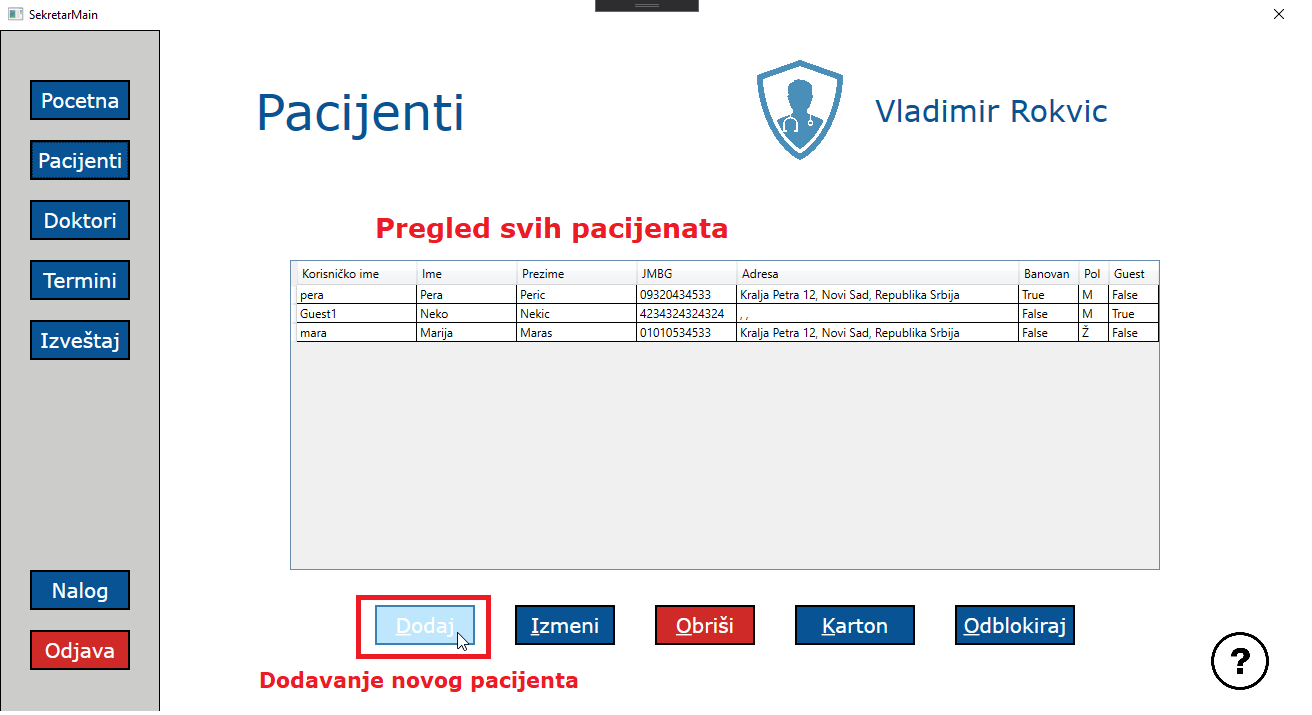 SekretarMain
Pocetna
Pacijenti
Doktori
Termini
Izveštaj
Nalog
Odjava
Pacijenti
Vladimir Rokvic
Pregled svih pacijenata
Korisničko ime Ime Prezime JMBG Adresa Banovan Pol Guest
pera Pera Peric 09320434533 Kralja Petra 12, Novi Sad, Republika Srbija True M False
Guest1 Neko Nekic 4234324324324 , , False M True
mara Marija Maras 01010534533 Kralja Petra 12, Novi Sad, Republika Srbija False Ž False
Dodaj Izmeni Obriši Karton Odblokiraj
?
Dodavanje novog pacijenta